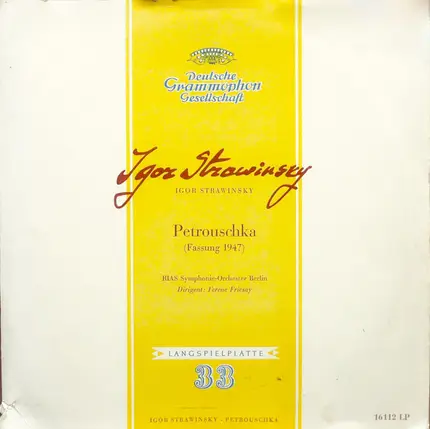 Deutsche
Grammophon
Gesellschaft
Igor Strawinsky
IGOR STRAWINSKY
Petrouschka
(Fassung 1947)
RIAS Symphonie-Orchester Berlin
Dirigent: Ferenc Fricsay
LANGSPIELPLATTE
33
16112 LP
IGOR STRAWINSKY - PETROUSCHKA